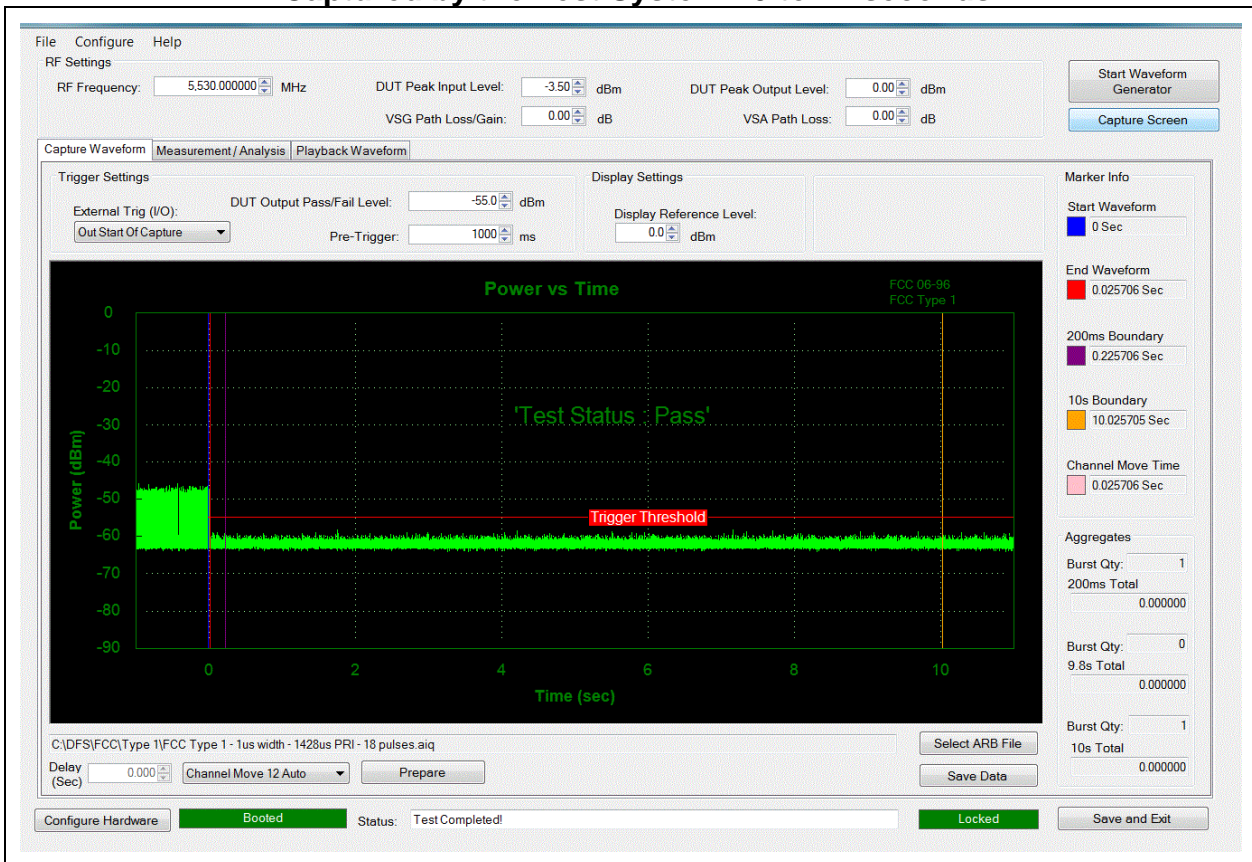 File Configure Help
RF Settings
RF Frequency: 5,530.000000 MHz
DUT Peak Input Level: -3.50 dBm
DUT Peak Output Level: 0.00 dBm
VSG Path Loss/Gain: 0.00 dB
VSA Path Loss: 0.00 dB
Start Waveform
Generator
Capture Screen
Capture Waveform Measurement / Analysis Playback Waveform
Trigger Settings
External Trig (I/O):
Out Start Of Capture
DUT Output Pass/Fail Level: -55.0 dBm
Pre-Trigger: 1000 ms
Display Settings
Display Reference Level:
0.0 dBm
Power vs Time
FCC 06-96
FCC Type 1
'Test Status : Pass'
Trigger Threshold
Power (dBm)
0
-10
-20
-30
-40
-50
-60
-70
-80
-90
0 2 4 6 8 10
Time (sec)
Marker Info
Start Waveform
0 Sec
End Waveform
0.025706 Sec
200ms Boundary
0.225706 Sec
10s Boundary
10.025705 Sec
Channel Move Time
0.025706 Sec
Aggregates
Burst Qty: 1
200ms Total
0.000000
Burst Qty: 0
9.8s Total
0.000000
Burst Qty: 1
10s Total
0.000000
C:\DFS\FCC\Type 1\FCC Type 1 - 1us width - 1428us PRI - 18 pulses.aiq
Select ARB File
Delay
(Sec)
0.000
Channel Move 12 Auto
Prepare
Save Data
Configure Hardware
Booted
Status: Test Completed!
Locked
Save and Exit